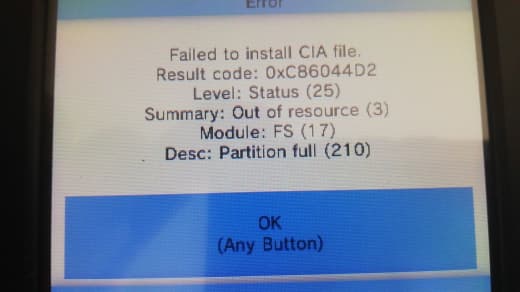 Error
Failed to install CIA file.
Result code: 0xC86044D2
Level: Status (25)
Summary: Out of resource (3)
Module: FS (17)
Desc: Partition full (210)
OK
(Any Button)